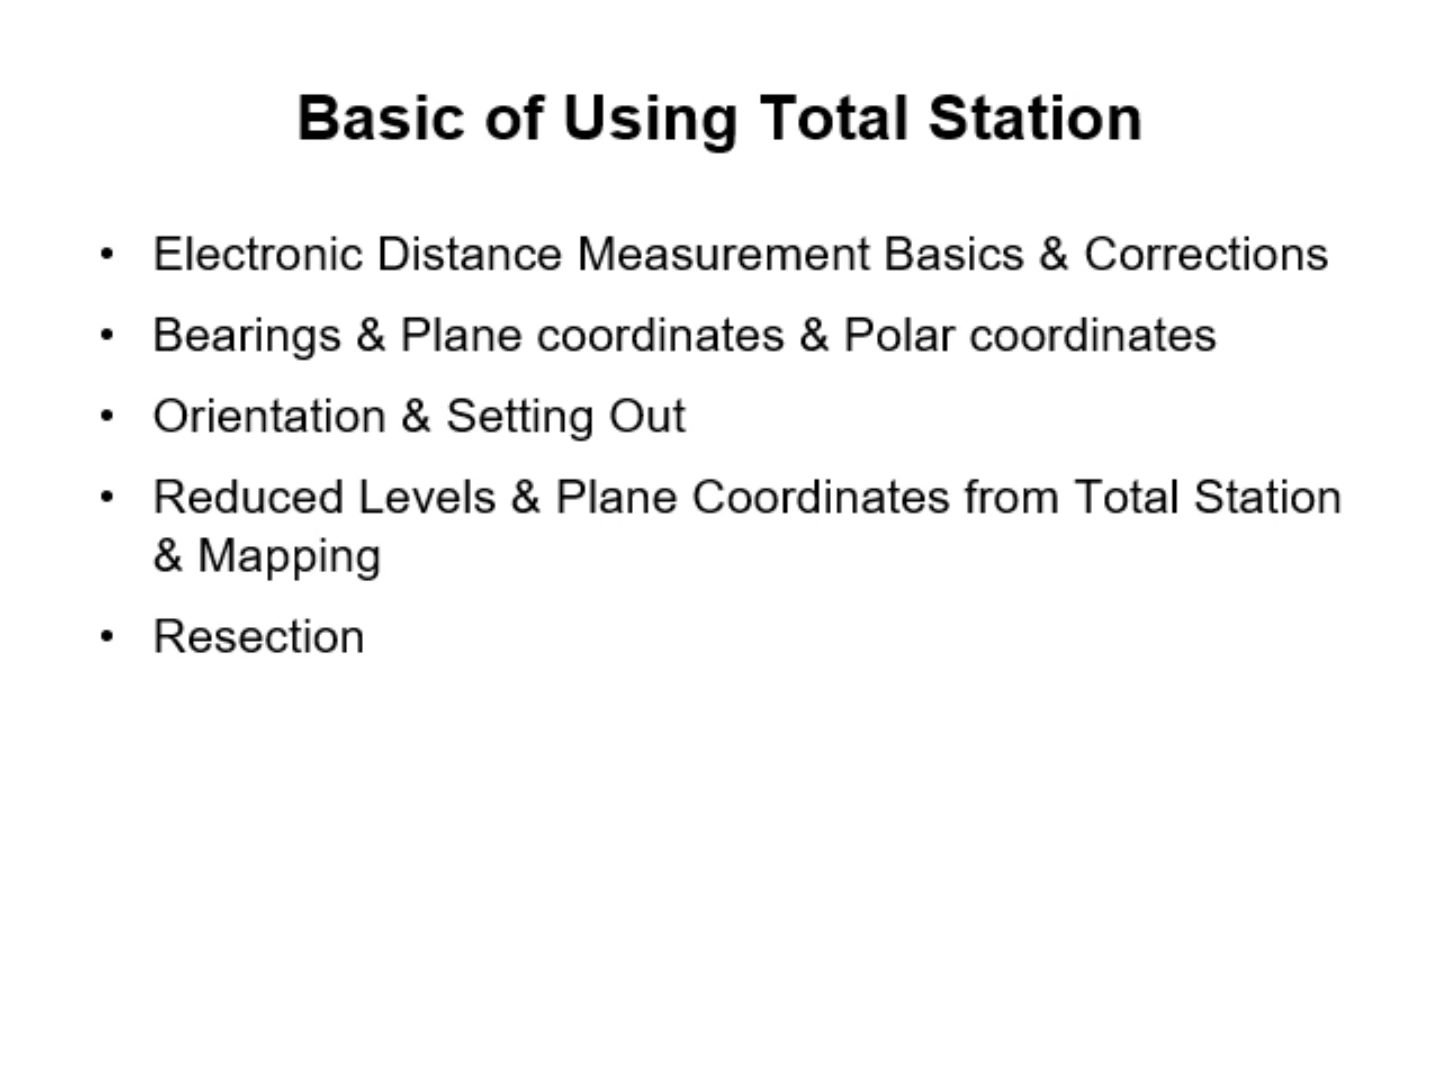 Basic of Using Total Station
• Electronic Distance Measurement Basics & Corrections
• Bearings & Plane coordinates & Polar coordinates
• Orientation & Setting Out
• Reduced Levels & Plane Coordinates from Total Station
& Mapping
• Resection